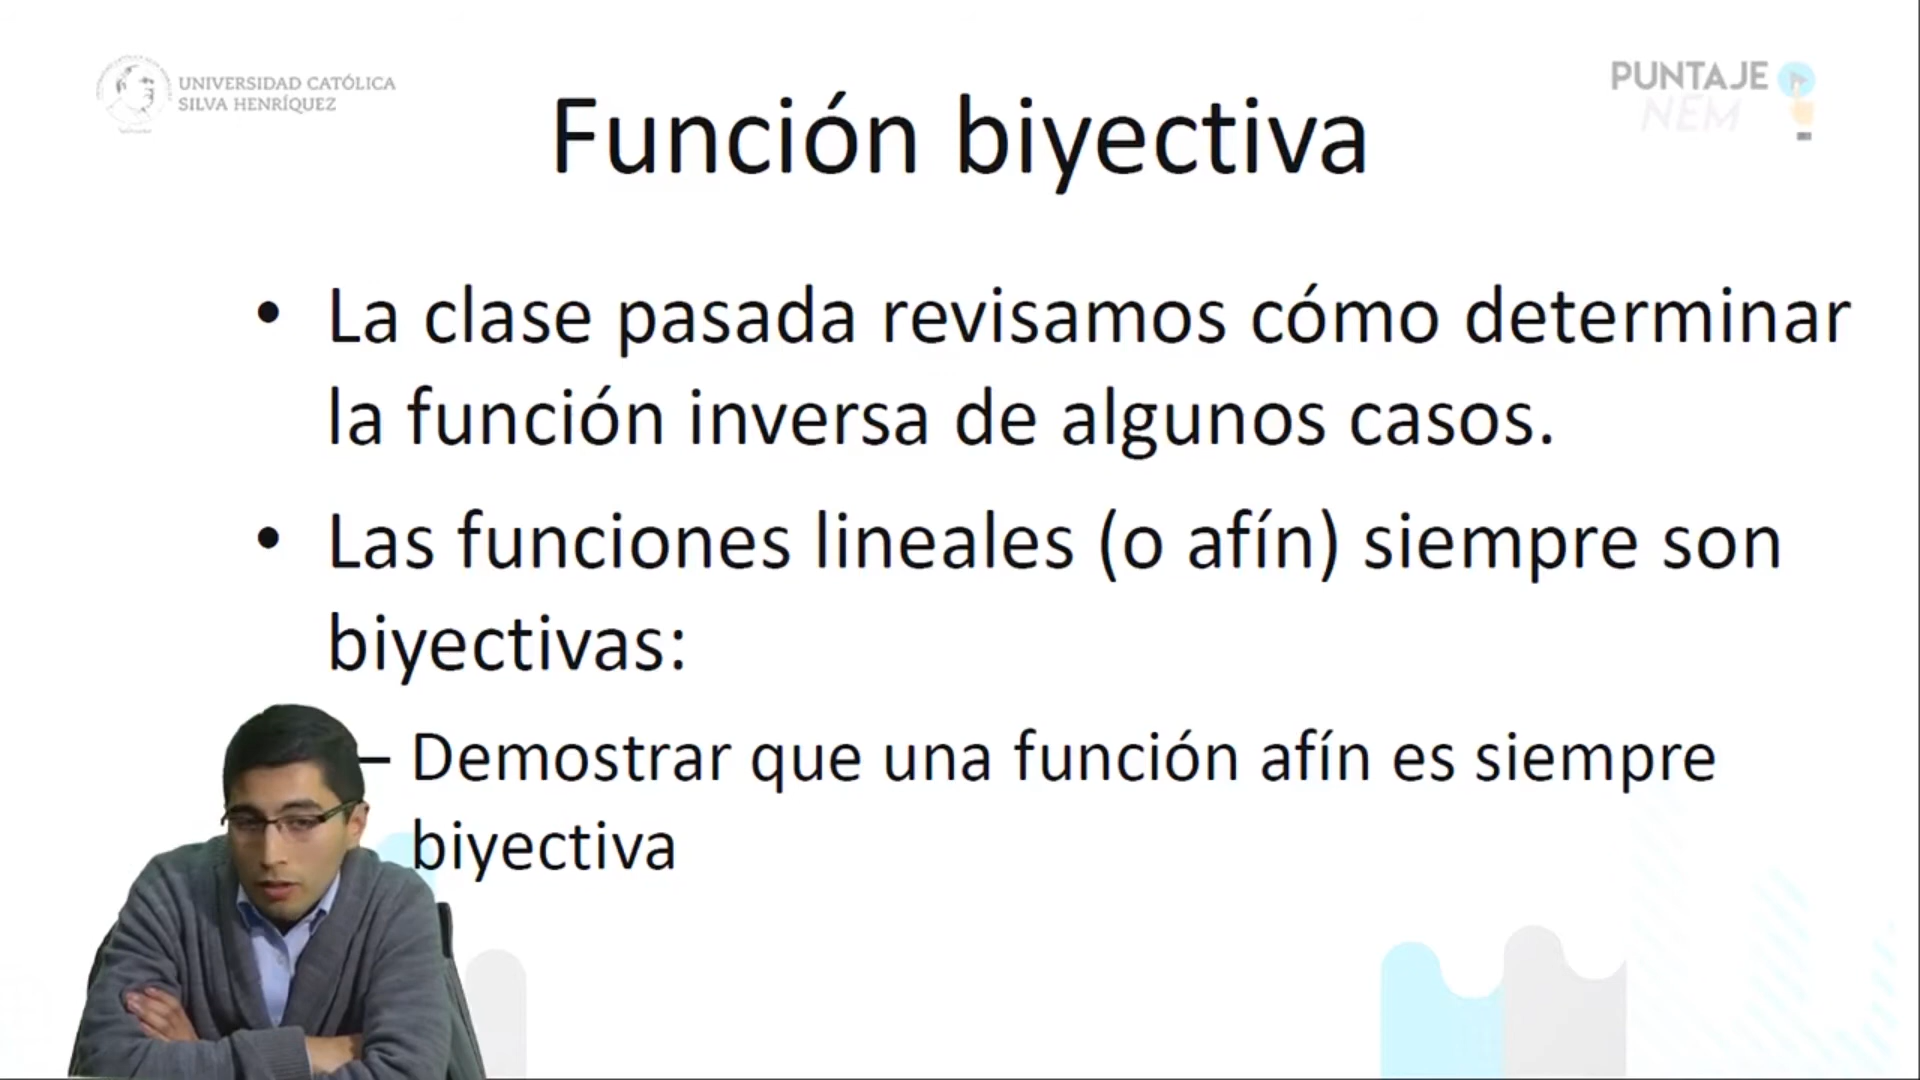 UNIVERSIDAD CATÓLICA
SILVA HENRÍQUEZ
PUNTAJE
NEM
Función biyectiva
• La clase pasada revisamos cómo determinar
la función inversa de algunos casos.
• Las funciones lineales (o afín) siempre son
biyectivas:
– Demostrar que una función afín es siempre
biyectiva